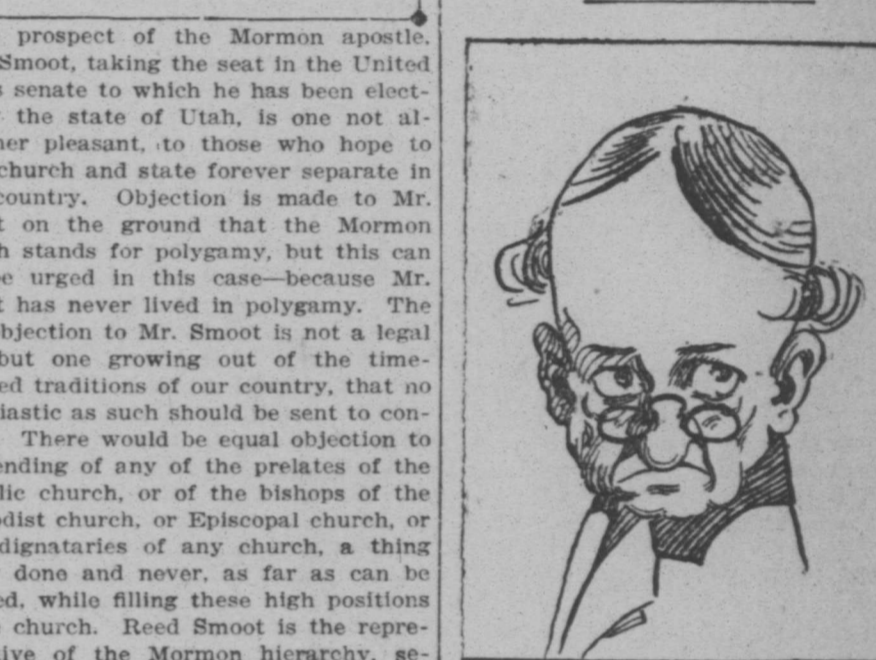 prospect of the Mormon apostle,
Smoot, taking the seat in the United
s senate to which he has been elect-
the state of Utah, is one not al-
her pleasant, to those who hope to
church and state forever separate in
country. Objection is made to Mr.
t on the ground that the Mormon
h stands for polygamy, but this can
e urged in this case—because Mr.
t has never lived in polygamy. The
bjection to Mr. Smoot is not a legal
but one growing out of the time-
ed traditions of our country, that no
iastic as such should be sent to con-
There would be equal objection to
ending of any of the prelates of the
lic church, or of the bishops of the
odist church, or Episcopal church, or
dignataries of any church, a thing
done and never, as far as can be
ed, while filling these high positions
church. Reed Smoot is the repre-
ive of the Mormon hierarchy, se-